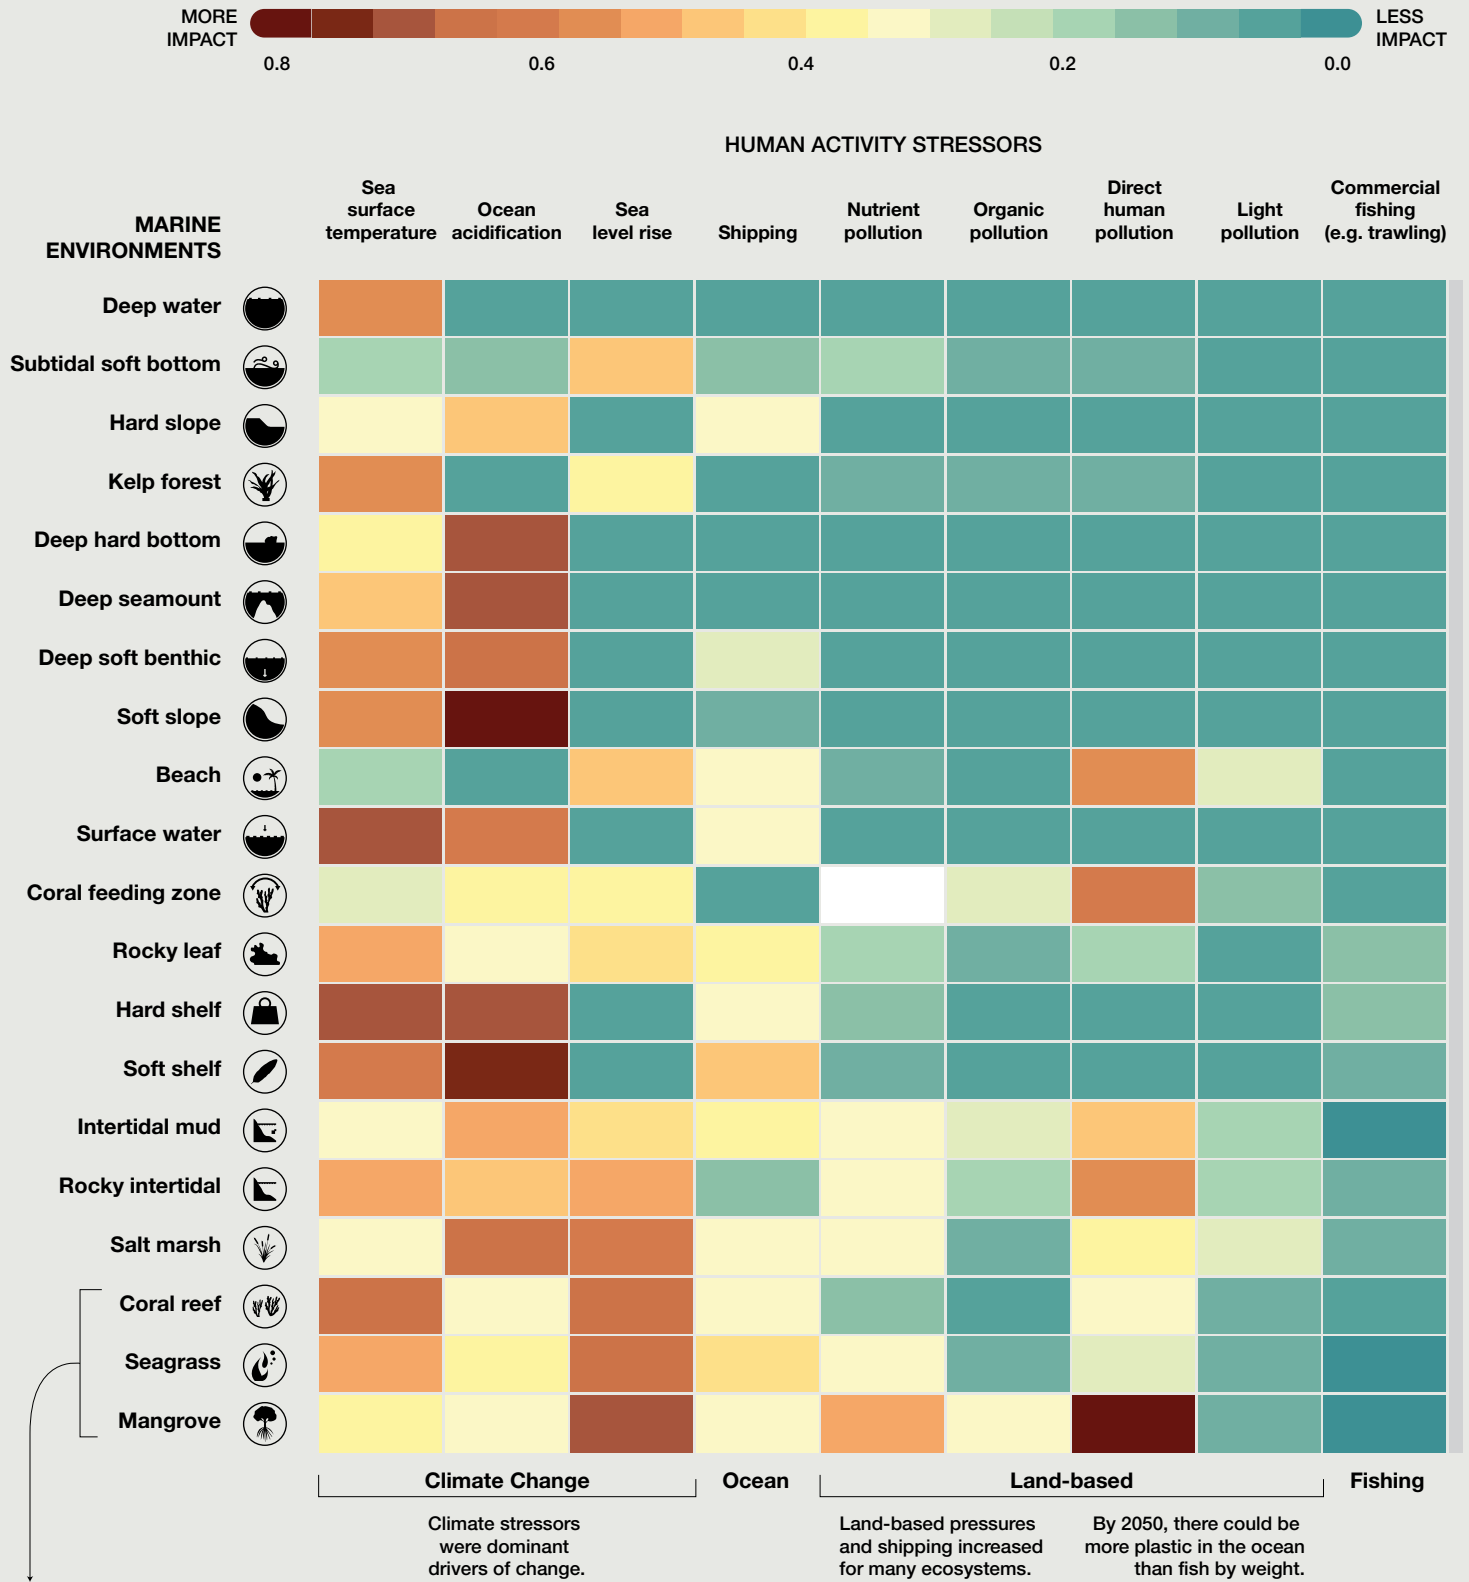 MORE
IMPACT
LESS
IMPACT
0.8
0.6
0.4
0.2
0.0
HUMAN ACTIVITY STRESSORS
MARINE
ENVIRONMENTS
Sea
surface
temperature
Ocean
acidification
Sea
level rise
Shipping
Nutrient
pollution
Organic
pollution
Direct
human
pollution
Light
pollution
Commercial
fishing
(e.g. trawling)
Deep water
Subtidal soft bottom
Hard slope
Kelp forest
Deep hard bottom
Deep seamount
Deep soft benthic
Soft slope
Beach
Surface water
Coral feeding zone
Rocky leaf
Hard shelf
Soft shelf
Intertidal mud
Rocky intertidal
Salt marsh
Coral reef
Seagrass
Mangrove
Climate Change
Ocean
Land-based
Fishing
Climate stressors
were dominant
drivers of change.
Land-based pressures
and shipping increased
for many ecosystems.
By 2050, there could be
more plastic in the ocean
than fish by weight.